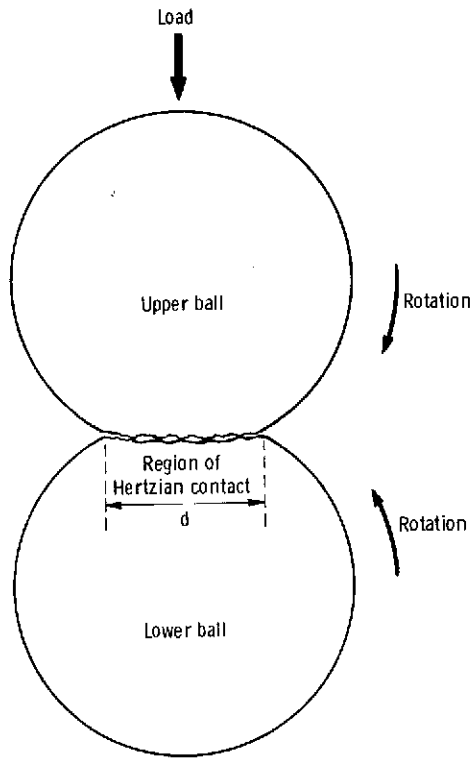 Load
Upper ball
Rotation
Region of
Hertzian contact
d
Rotation
Lower ball